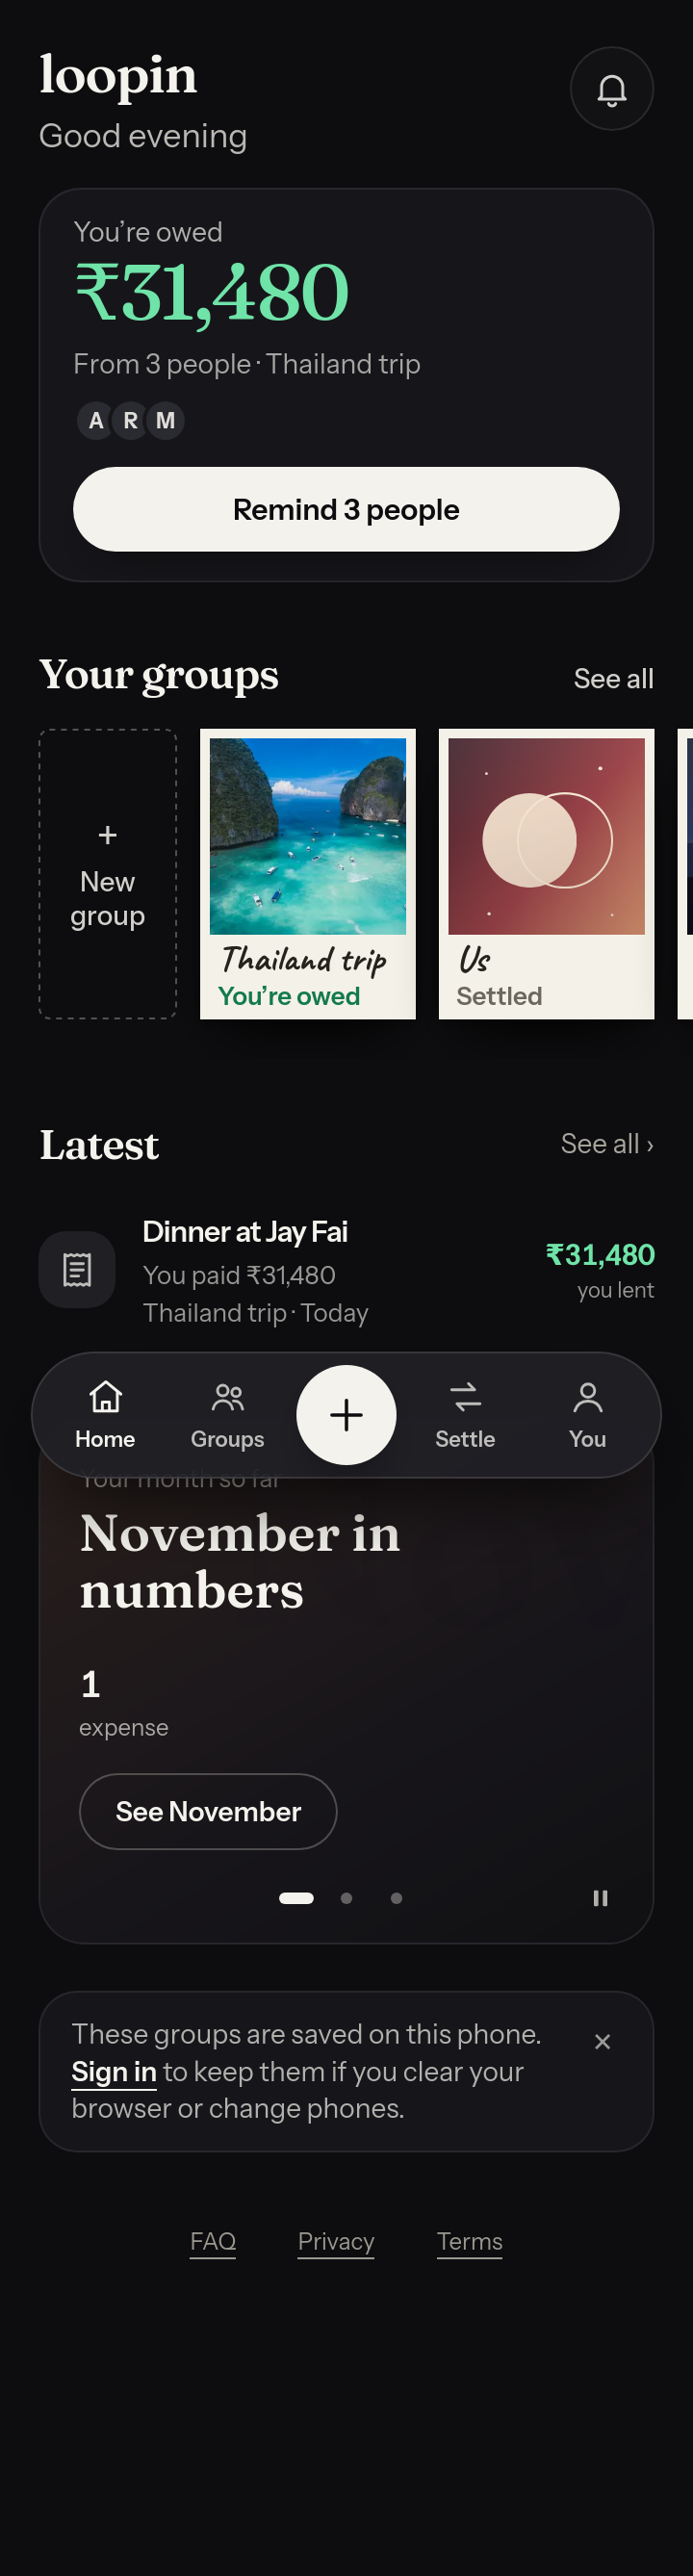 loopin
Good evening
You’re owed
₹31,480
From 3 people · Thailand trip
A R M
Remind 3 people
Your groups
See all
+
New
group
Thailand trip
You’re owed
Us
Settled
Latest
See all ›
Dinner at Jay Fai
You paid ₹31,480
Thailand trip · Today
₹31,480
you lent
Home
Groups
Settle
You
Your month so far
November in
numbers
1
expense
See November
These groups are saved on this phone.
Sign in to keep them if you clear your
browser or change phones.
FAQ
Privacy
Terms